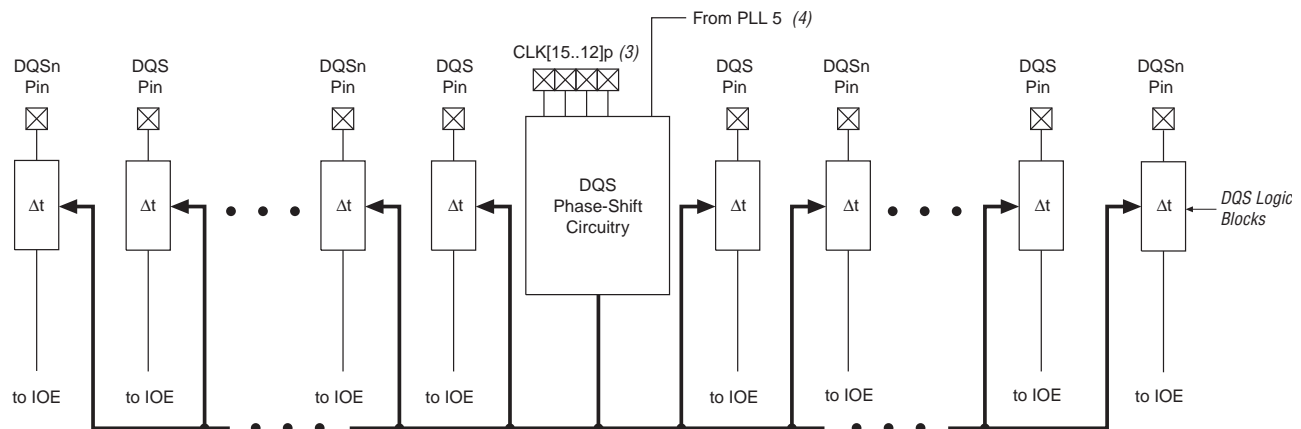 From PLL 5 (4)
CLK[15..12]p (3)
DQSn
Pin
DQS
Pin
DQSn
Pin
DQS
Pin
DQS
Pin
DQSn
Pin
DQS
Pin
DQSn
Pin
Δt
Δt
Δt
Δt
DQS
Phase-Shift
Circuitry
Δt
Δt
Δt
Δt
DQS Logic
Blocks
to IOE
to IOE
to IOE
to IOE
to IOE
to IOE
to IOE
to IOE